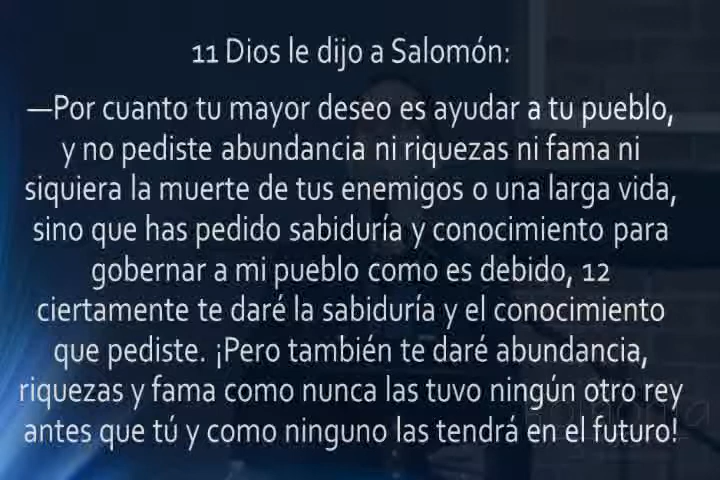 11 Dios le dijo a Salomón:
—Por cuanto tu mayor deseo es ayudar a tu pueblo,
y no pediste abundancia ni riquezas ni fama ni
siquiera la muerte de tus enemigos o una larga vida,
sino que has pedido sabiduría y conocimiento para
gobernar a mi pueblo como es debido, 12
ciertamente te daré la sabiduría y el conocimiento
que pediste. ¡Pero también te daré abundancia,
riquezas y fama como nunca las tuvo ningún otro rey
antes que tú y como ninguno las tendrá en el futuro!